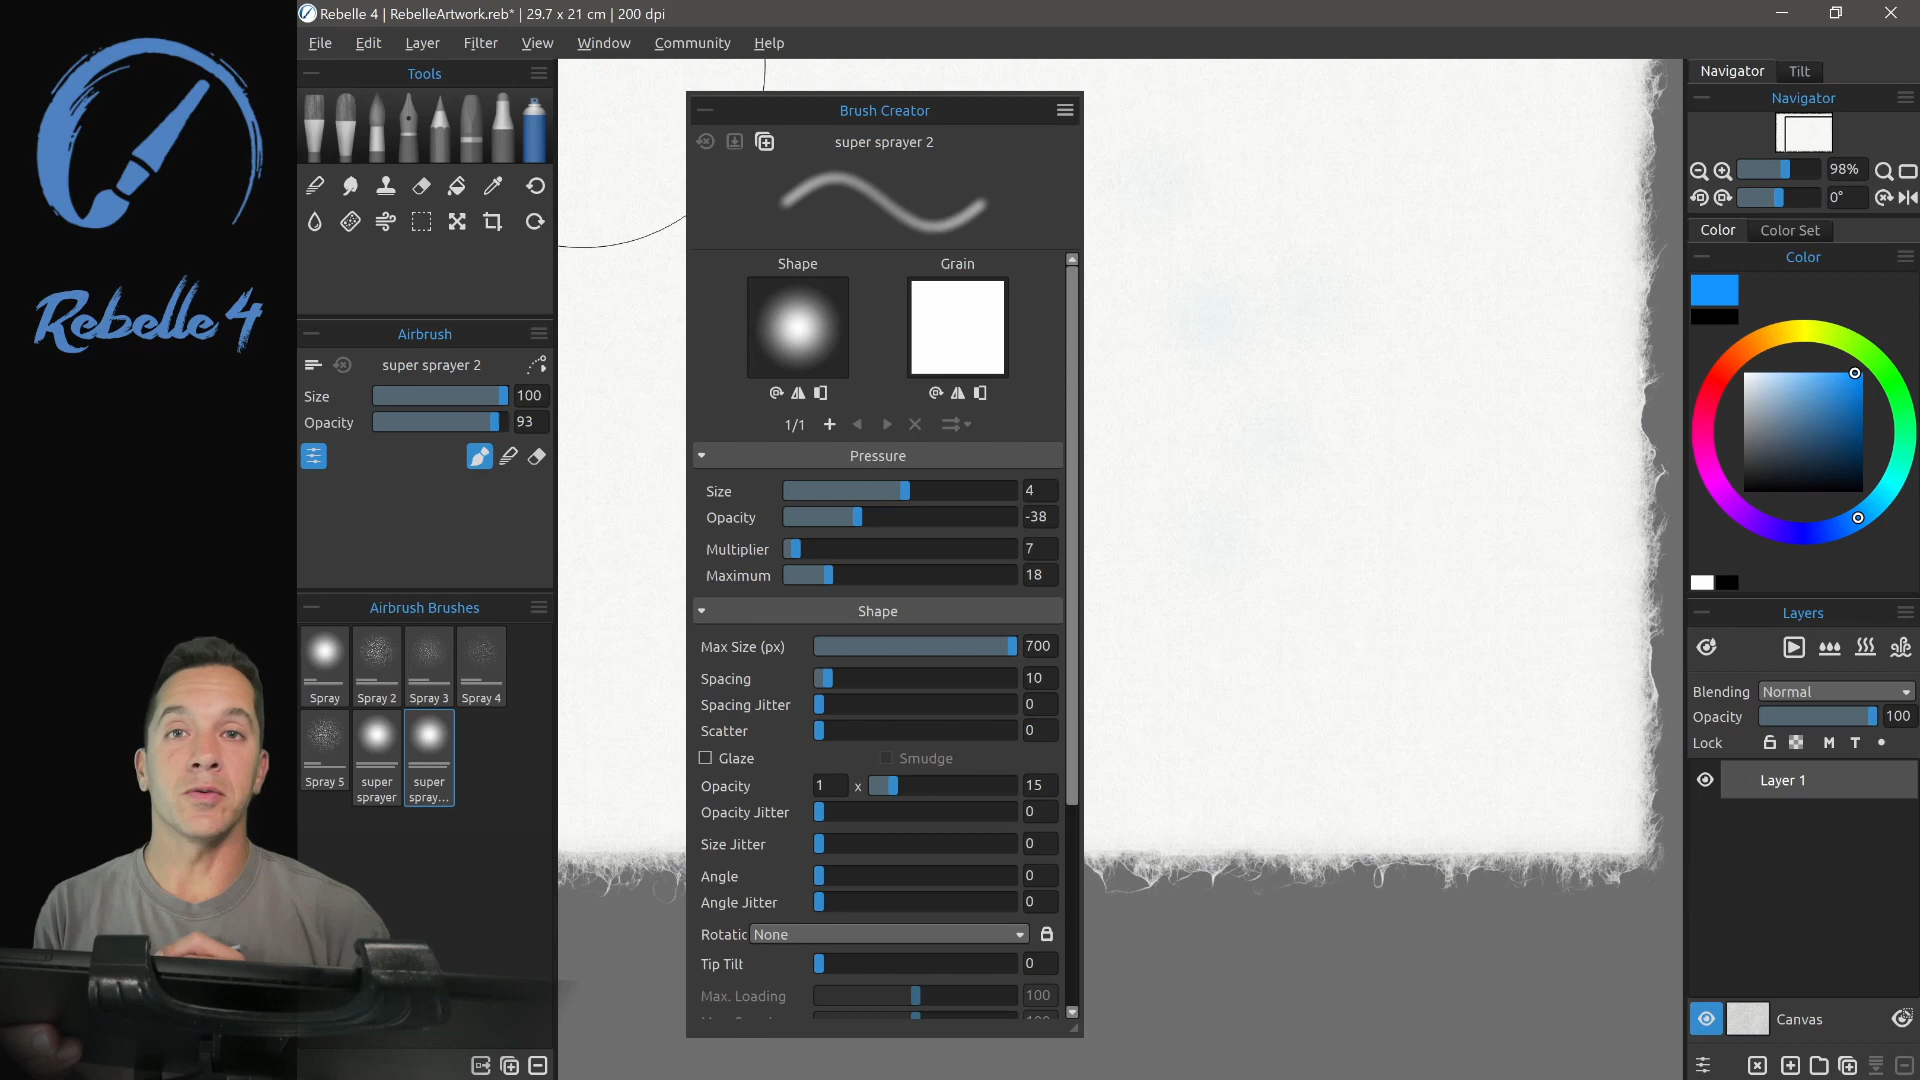 Rebelle 4 | RebelleArtwork.reb* | 29.7 x 21 cm | 200 dpi
File Edit Layer Filter View Window Community Help
Rebelle 4
Tools
Airbrush
super sprayer 2
Size 100
Opacity 93
Airbrush Brushes
Spray Spray 2 Spray 3 Spray 4
Spray 5 super sprayer super spray...
Brush Creator
super sprayer 2
Shape Grain
1/1
Pressure
Size 4
Opacity -38
Multiplier 7
Maximum 18
Shape
Max Size (px) 700
Spacing 10
Spacing Jitter 0
Scatter 0
Glaze Smudge
Opacity 1 x 15
Opacity Jitter 0
Size Jitter 0
Angle 0
Angle Jitter 0
Rotatic None
Tip Tilt 0
Max. Loading 100
Navigator Tilt
Navigator
98%
0°
Color Color Set
Color
Layers
Blending Normal
Opacity 100
Lock M T
Layer 1
Canvas